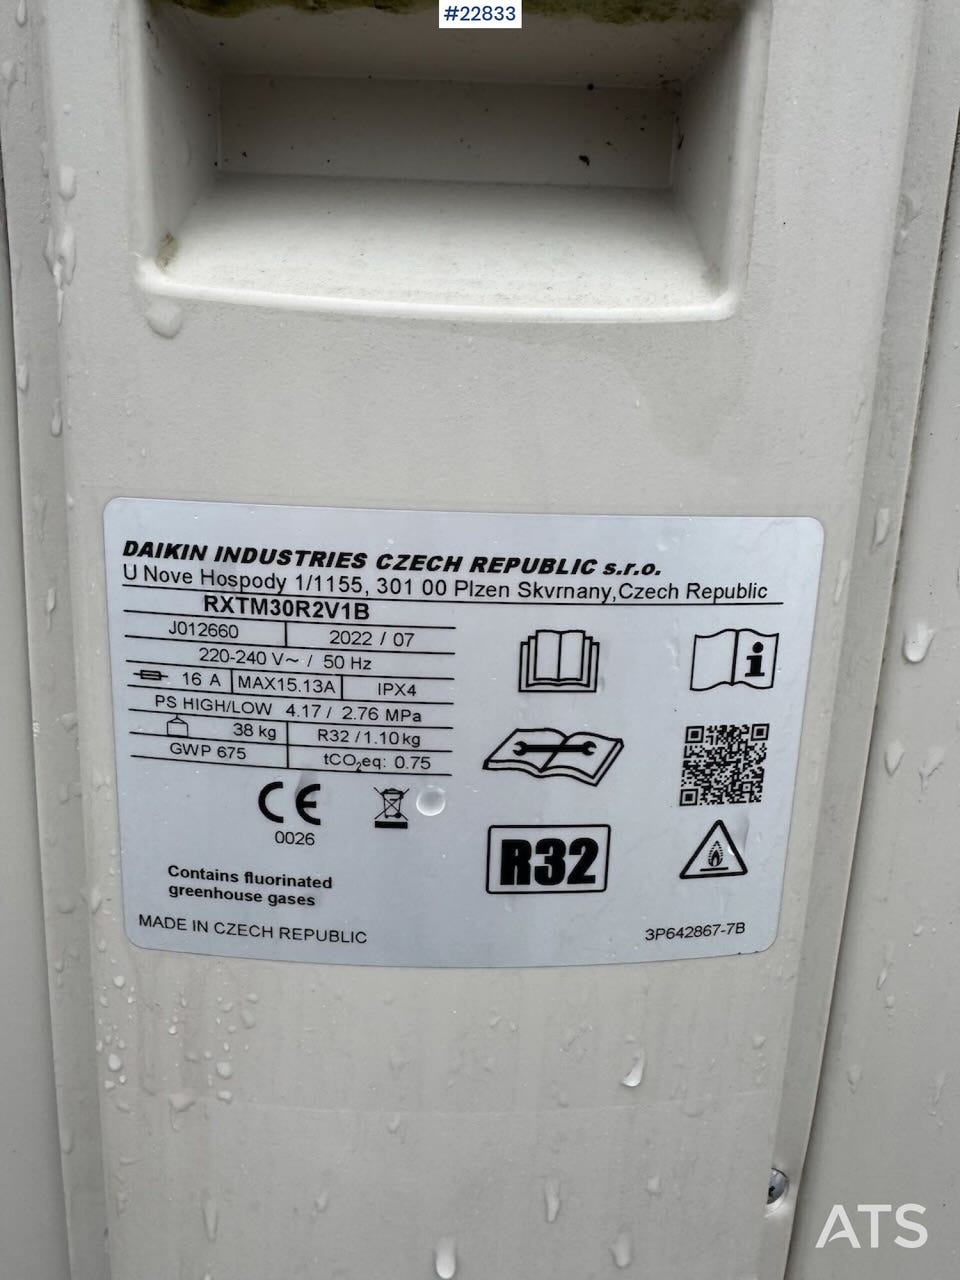 #22833
DAIKIN INDUSTRIES CZECH REPUBLIC s.r.o.
U Nove Hospody 1/1155, 301 00 Plzen Skvrnany,Czech Republic
RXTM30R2V1B
J012660 2022 / 07
220-240 V~ / 50 Hz
16 A MAX15.13A IPX4
PS HIGH/LOW 4.17 / 2.76 MPa
38 kg R32 / 1.10 kg
GWP 675 tCO₂eq: 0.75
CE
0026
R32
Contains fluorinated
greenhouse gases
MADE IN CZECH REPUBLIC
3P642867-7B
ATS